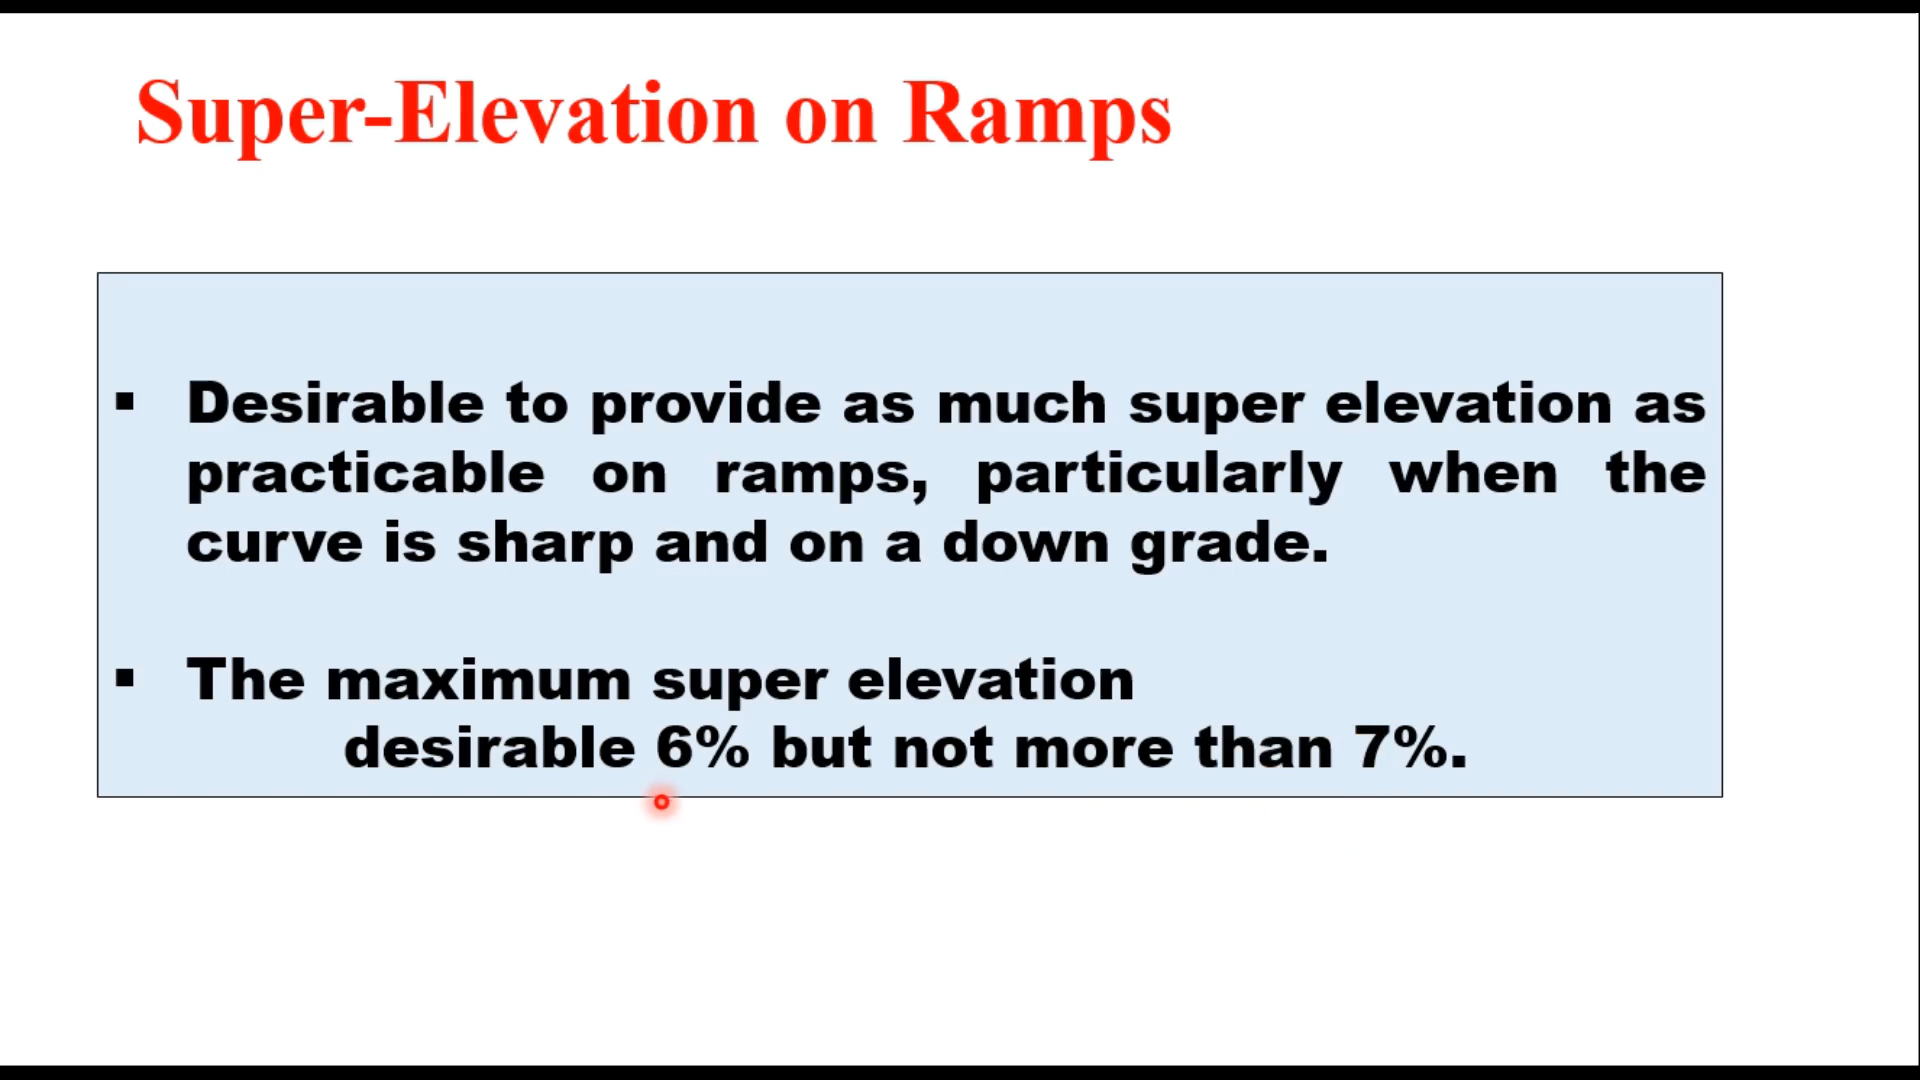 Super-Elevation on Ramps
▪ Desirable to provide as much super elevation as
practicable on ramps, particularly when the
curve is sharp and on a down grade.
▪ The maximum super elevation
desirable 6% but not more than 7%.